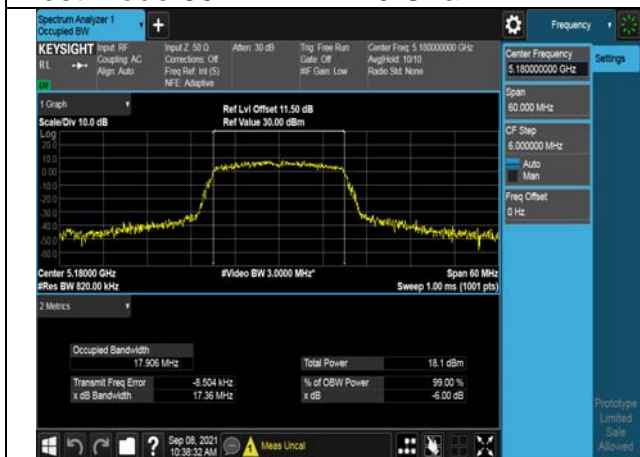 Spectrum Analyzer 1
Occupied BW
+
Frequency
KEYSIGHT
RL
Input: RF
Coupling: AC
Align: Auto
Input Z: 50 Ω
Corrections: Off
Freq Ref: Int (S)
NFE: Adaptive
Atten: 30 dB
Trig: Free Run
Gate: Off
#IF Gain: Low
Center Freq: 5.180000000 GHz
Avg|Hold: 10/10
Radio Std: None
Center Frequency
5.180000000 GHz
Settings
Span
60.000 MHz
CF Step
6.000000 MHz
Auto
Man
Freq Offset
0 Hz
1 Graph
Scale/Div 10.0 dB
Ref Lvl Offset 11.50 dB
Ref Value 30.00 dBm
Log
20.0
10.0
0.00
-10.0
-20.0
-30.0
-40.0
-50.0
-60.0
Center 5.18000 GHz
#Res BW 820.00 kHz
#Video BW 3.0000 MHz*
Span 60 MHz
Sweep 1.00 ms (1001 pts)
2 Metrics
Occupied Bandwidth
17.906 MHz
Total Power 18.1 dBm
Transmit Freq Error -8.504 kHz
% of OBW Power 99.00 %
x dB Bandwidth 17.36 MHz
x dB -6.00 dB
Prototype
Limited
Sale
Allowed
?
Sep 08, 2021
10:38:32 AM
Meas Uncal